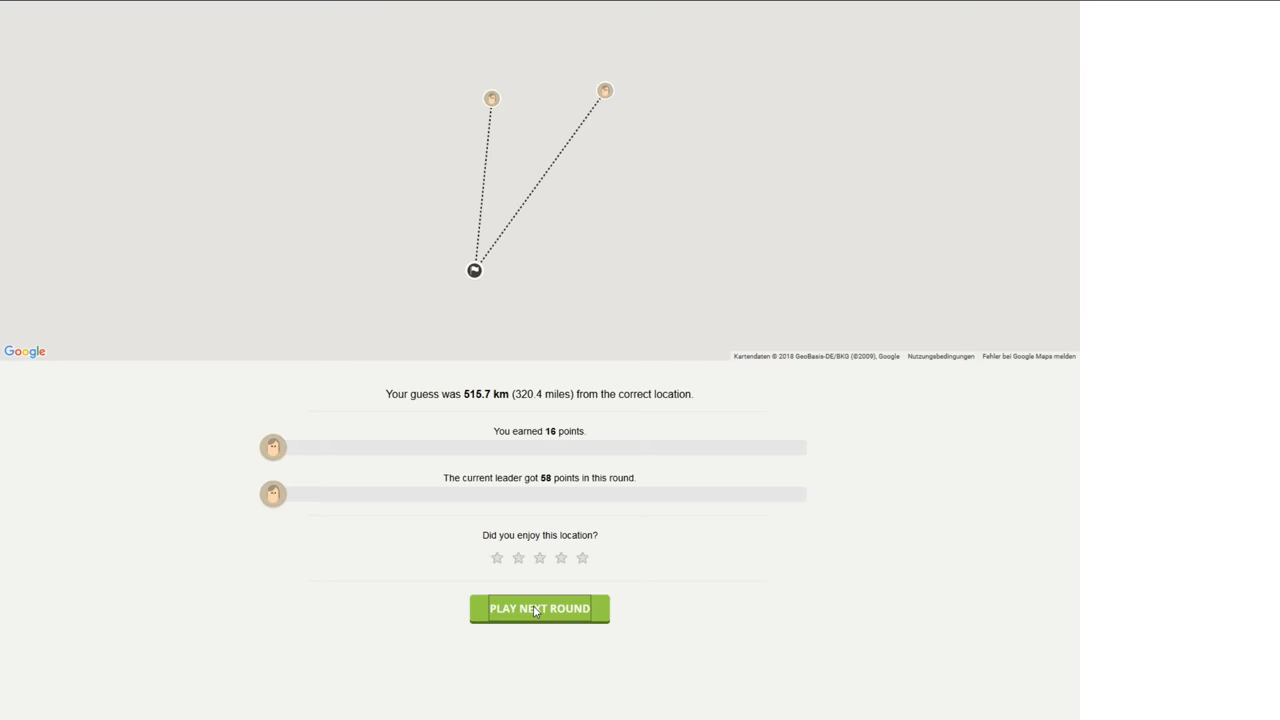 Google
Kartendaten © 2018 GeoBasis-DE/BKG (©2009), Google Nutzungsbedingungen Fehler bei Google Maps melden
Your guess was 515.7 km (320.4 miles) from the correct location.
You earned 16 points.
The current leader got 58 points in this round.
Did you enjoy this location?
PLAY NEXT ROUND